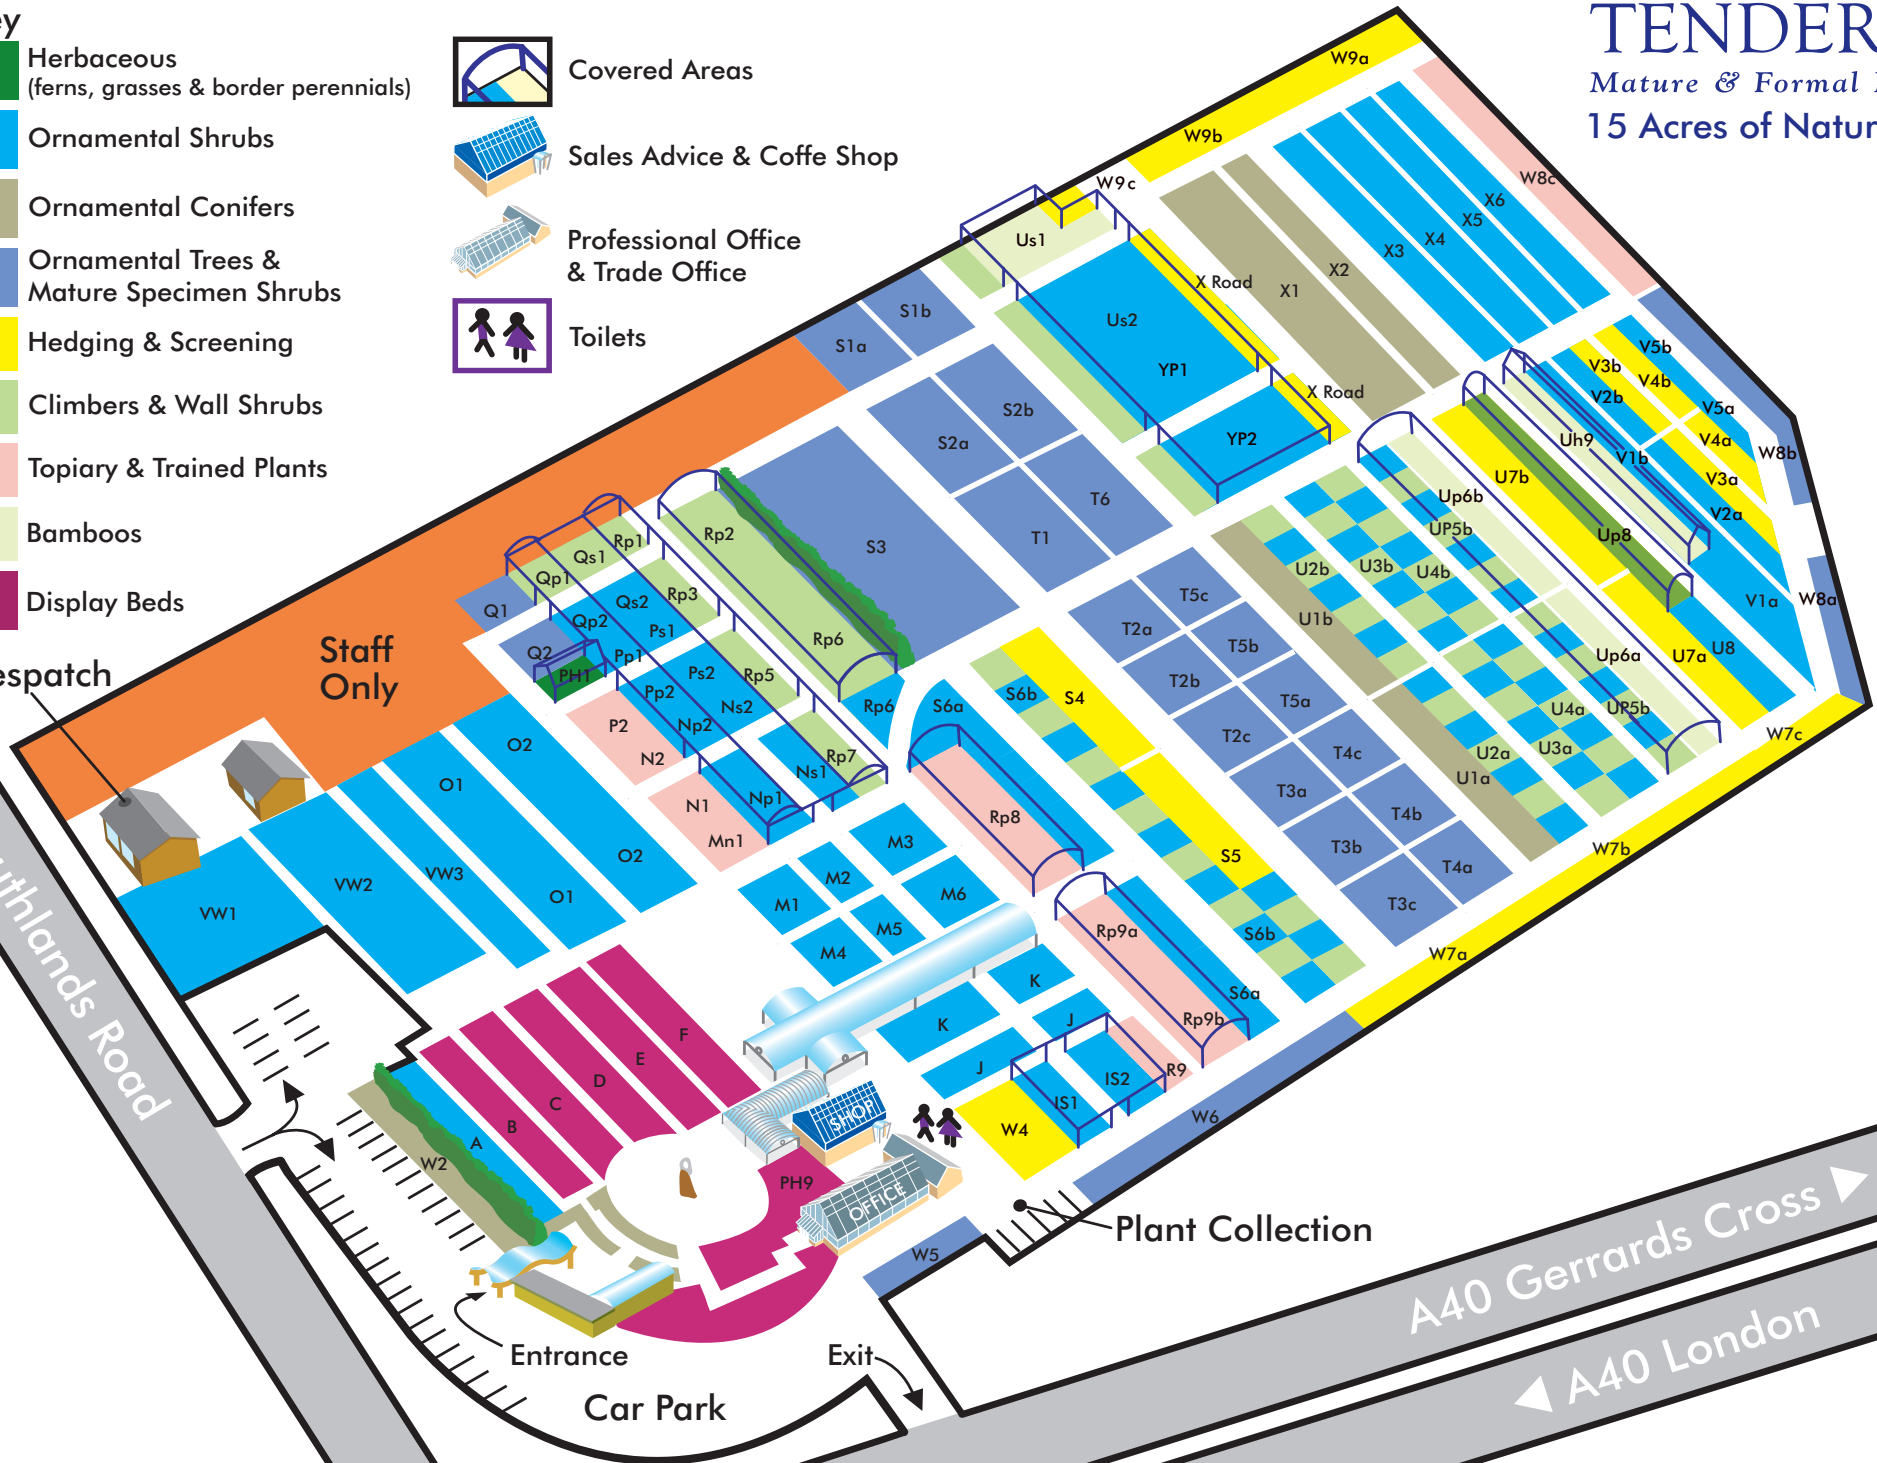 ey
Herbaceous
(ferns, grasses & border perennials)
Ornamental Shrubs
Ornamental Conifers
Ornamental Trees &
Mature Specimen Shrubs
Hedging & Screening
Climbers & Wall Shrubs
Topiary & Trained Plants
Bamboos
Display Beds
Covered Areas
Sales Advice & Coffe Shop
Professional Office
& Trade Office
Toilets
TENDER
Mature & Formal
15 Acres of Natur
W9a
W9b
W9c
W8c
Us1
X6
X5
X4
X3
X2
X1
X Road
X Road
S1b
S1a
Us2
YP1
YP2
S2b
S2a
T6
T1
S3
V5b
V3b
V4b
V2b
V5a
V4a
W8b
Uh9
V1b
V3a
V2a
U7b
Up6b
UP5b
Up8
U2b
U3b
U4b
U1b
V1a
W8a
Up6a
U7a
U8
W7c
U4a
UP5b
U3a
U2a
U1a
W7b
Rp2
Rp1
Qs1
Qp1
Q1
Qs2
Rp3
Qp2
Ps1
Q2
Pp1
PH1
Rp6
Ps2
Rp5
Pp2
Ns2
Np2
Rp6
P2
N2
Rp7
Ns1
Np1
N1
Mn1
T5c
T2a
T5b
T2b
T5a
T2c
T4c
T3a
T4b
T3b
T4a
T3c
S6a
S6b
S4
Rp8
S5
S6b
W7a
Rp9a
S6a
Rp9b
Staff
Only
espatch
O2
O1
O2
O1
VW3
VW2
VW1
M3
M2
M6
M1
M5
M4
K
K
J
J
IS2
IS1
R9
W4
W6
F
E
D
C
B
A
W2
SHOP
PH9
OFFICE
W5
Plant Collection
Entrance
Exit
Car Park
uthlands Road
A40 Gerrards Cross
A40 London